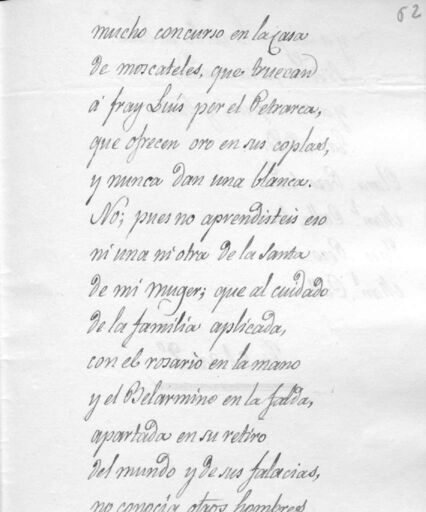 62
mucho concurso en la Casa
de moscateles, que truecan
á fray Luis por el Petrarca,
que ofrecen oro en sus coplas,
y nunca dan una blanca.
No; pues no aprendisteis eso
ni una ni otra de la santa
de mi muger; que al cuidado
de la familia aplicada,
con el rosario en la mano
y el Belarmino en la falda,
apartada en su retiro
del mundo y de sus falacias,
no conocia otros hombres